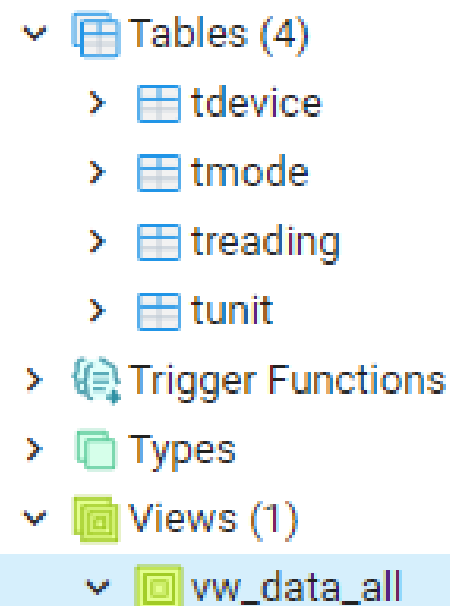 Tables (4)
tdevice
tmode
treading
tunit
Trigger Functions
Types
Views (1)
vw_data_all